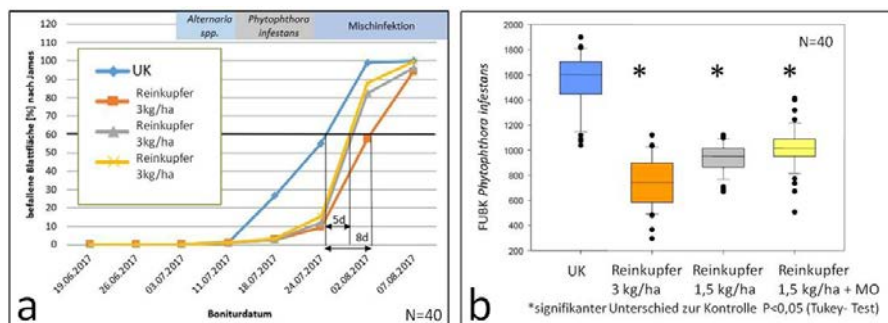 Alternaria
spp.
Phytophthora
infestans
Mischinfektion
befallene Blattfläche [%] nach James
120
110
100
90
80
70
60
50
40
30
20
10
0
UK
Reinkupfer
3kg/ha
Reinkupfer
3kg/ha
Reinkupfer
3kg/ha
5d
8d
19.06.2017
26.06.2017
03.07.2017
11.07.2017
18.07.2017
24.07.2017
02.08.2017
07.08.2017
a
Boniturdatum
N=40
b
FUBK Phytophthora infestans
2000
1800
1600
1400
1200
1000
800
600
400
200
N=40
* * *
UK
Reinkupfer
3 kg/ha
Reinkupfer
1,5 kg/ha
Reinkupfer
1,5 kg/ha + MO
*signifikanter Unterschied zur Kontrolle P<0,05 (Tukey- Test)